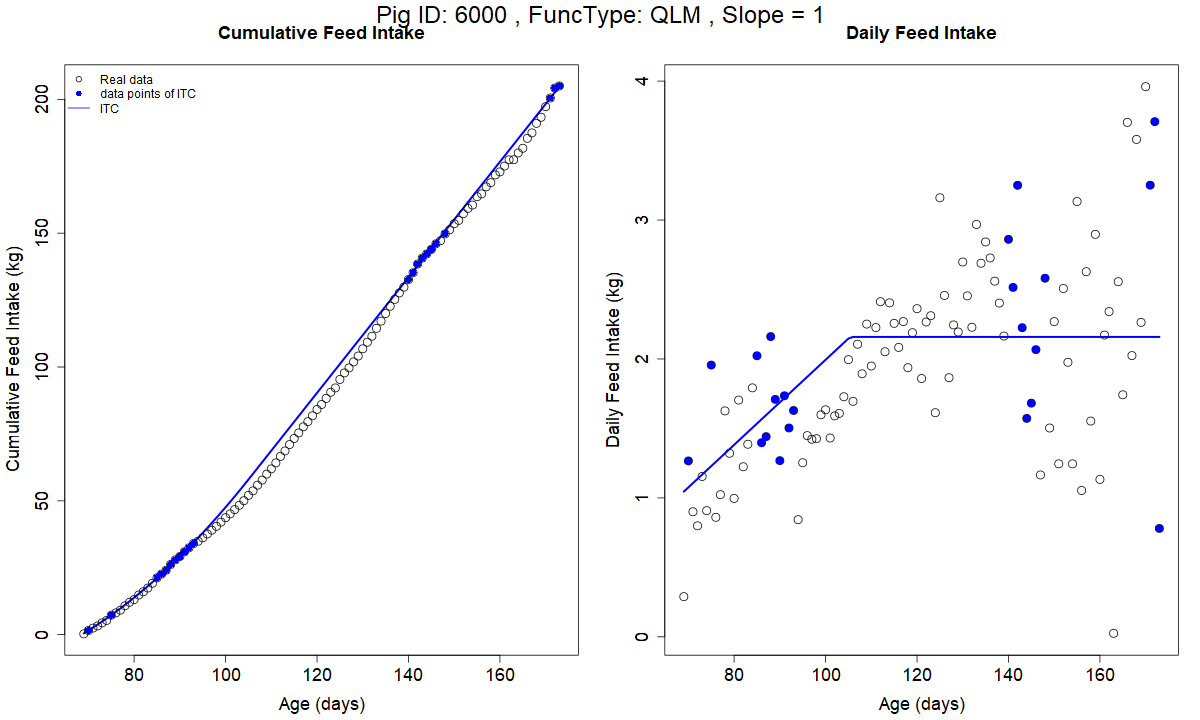 Pig ID: 6000 , FuncType: QLM , Slope = 1
Cumulative Feed Intake
Real data
data points of ITC
ITC
Cumulative Feed Intake (kg)
200
150
100
50
0
80 100 120 140 160
Age (days)
Daily Feed Intake
Daily Feed Intake (kg)
4
3
2
1
0
80 100 120 140 160
Age (days)